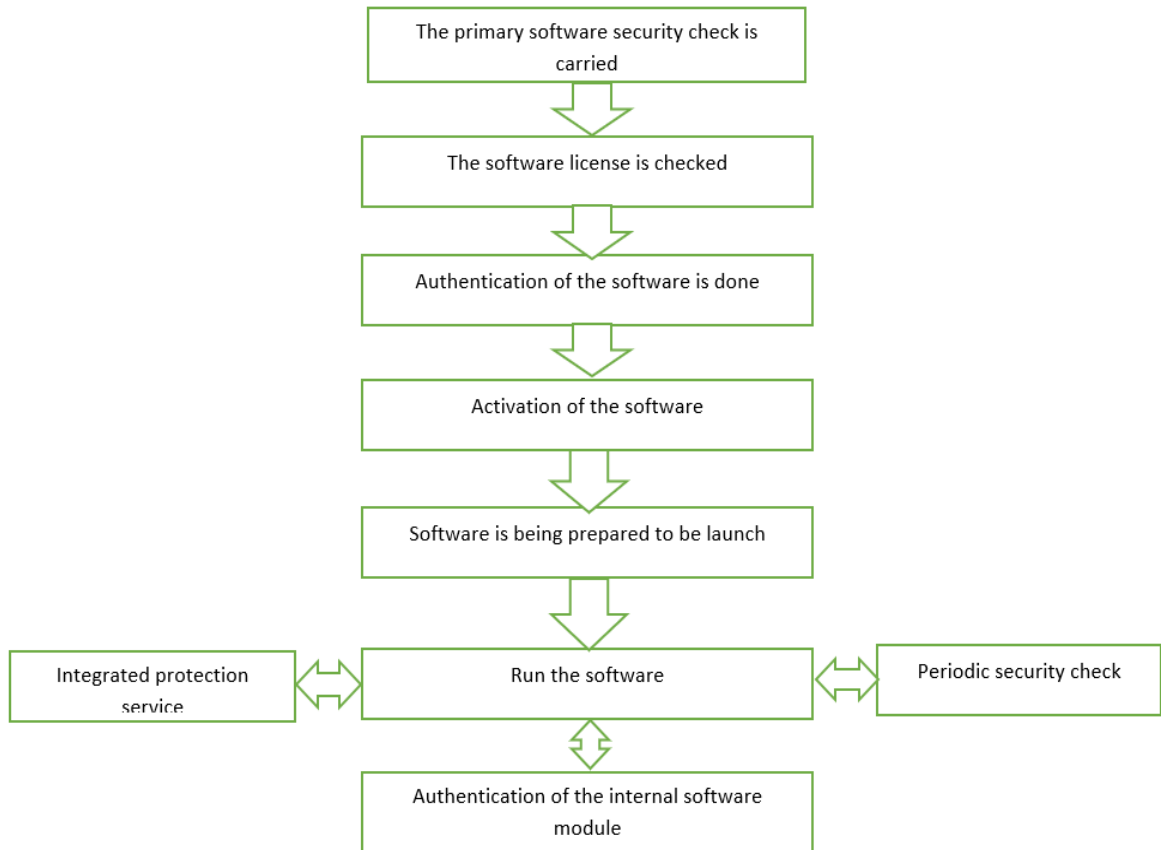 The primary software security check is
carried
The software license is checked
Authentication of the software is done
Activation of the software
Software is being prepared to be launch
Integrated protection
service
Run the software
Periodic security check
Authentication of the internal software
module